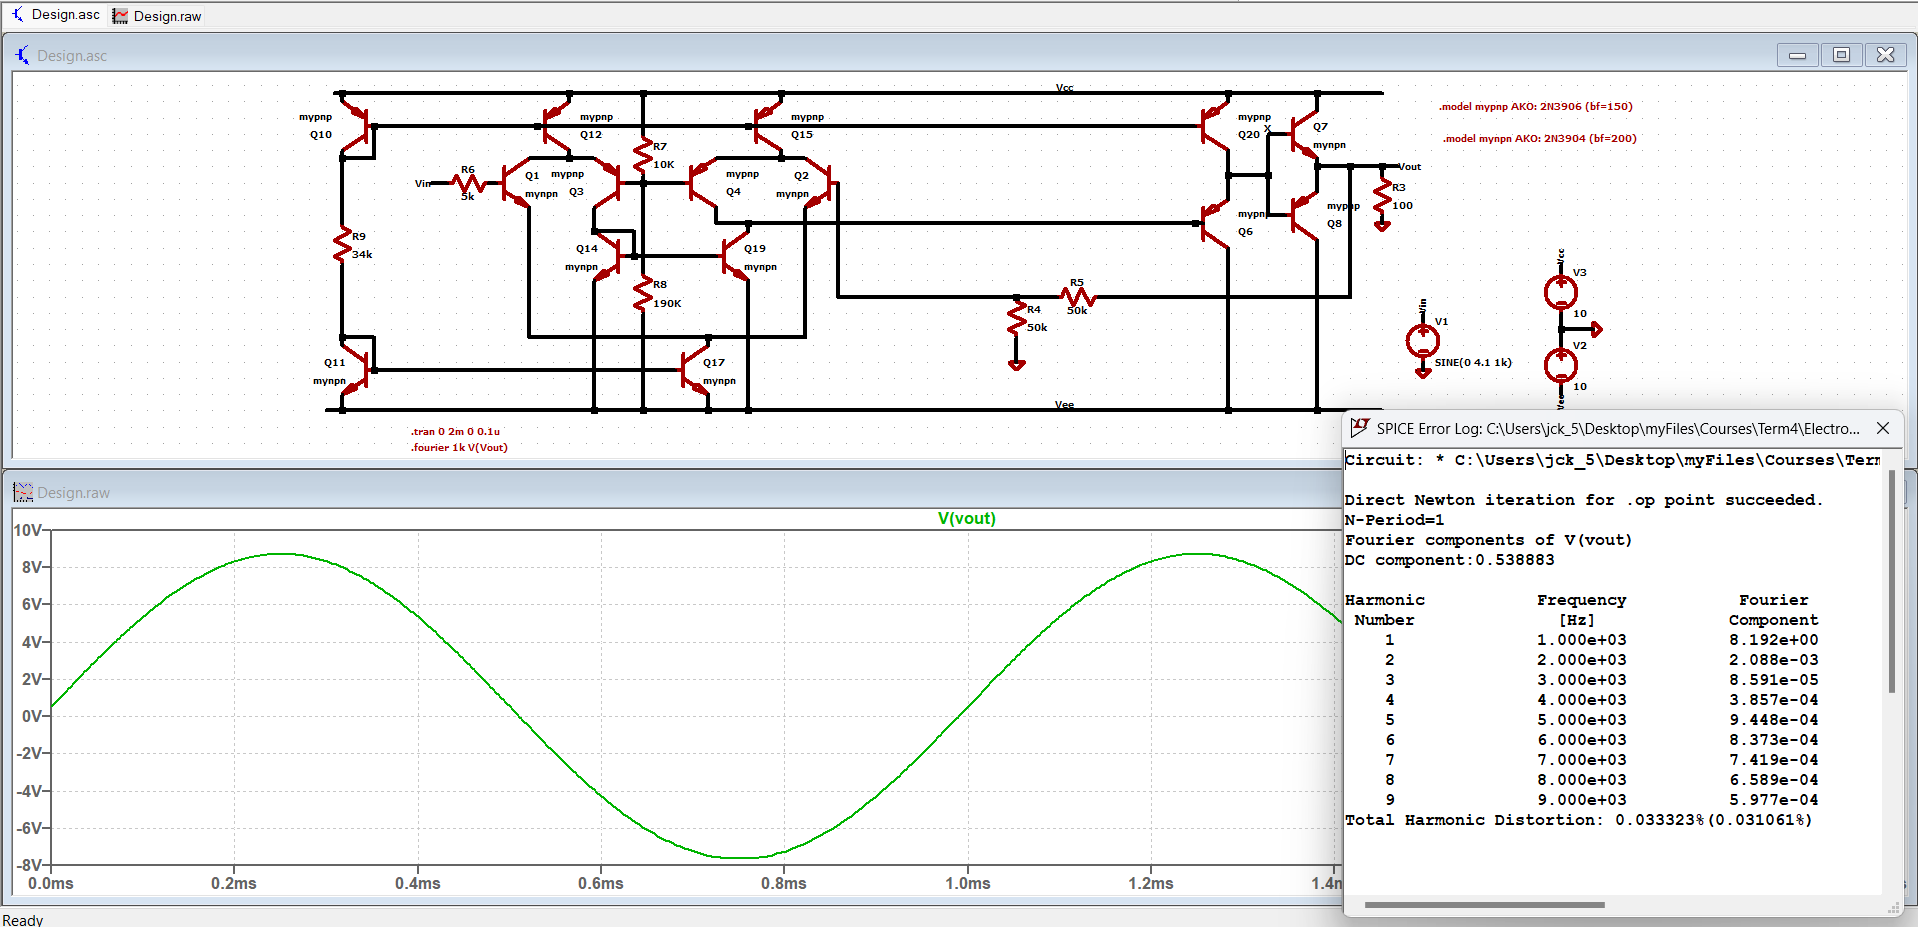 Design.asc
Design.raw
Design.asc
Vcc
mypnp
Q10
mypnp
Q12
mypnp
Q15
mypnp
Q20
X
Q7
mynpn
.model mypnp AKO: 2N3906 (bf=150)
.model mynpn AKO: 2N3904 (bf=200)
R7
10K
R6
5k
Vin
Q1
mynpn
mypnp
Q3
mypnp
Q4
Q2
mynpn
Vout
R3
100
mypnp
Q6
mypnp
Q8
R9
34k
Q14
mynpn
Q19
mynpn
R8
190K
R5
50k
R4
50k
Vin
V1
SINE(0 4.1 1k)
Vcc
V3
10
V2
10
Vee
Q11
mynpn
Q17
mynpn
Vee
.tran 0 2m 0 0.1u
.fourier 1k V(Vout)
Design.raw
V(vout)
10V
8V
6V
4V
2V
0V
-2V
-4V
-6V
-8V
0.0ms
0.2ms
0.4ms
0.6ms
0.8ms
1.0ms
1.2ms
SPICE Error Log: C:\Users\jck_5\Desktop\myFiles\Courses\Term4\Electro...
Circuit: * C:\Users\jck_5\Desktop\myFiles\Courses\Term
Direct Newton iteration for .op point succeeded.
N-Period=1
Fourier components of V(vout)
DC component:0.538883
Harmonic Frequency Fourier
Number [Hz] Component
1 1.000e+03 8.192e+00
2 2.000e+03 2.088e-03
3 3.000e+03 8.591e-05
4 4.000e+03 3.857e-04
5 5.000e+03 9.448e-04
6 6.000e+03 8.373e-04
7 7.000e+03 7.419e-04
8 8.000e+03 6.589e-04
9 9.000e+03 5.977e-04
Total Harmonic Distortion: 0.033323%(0.031061%)
Ready